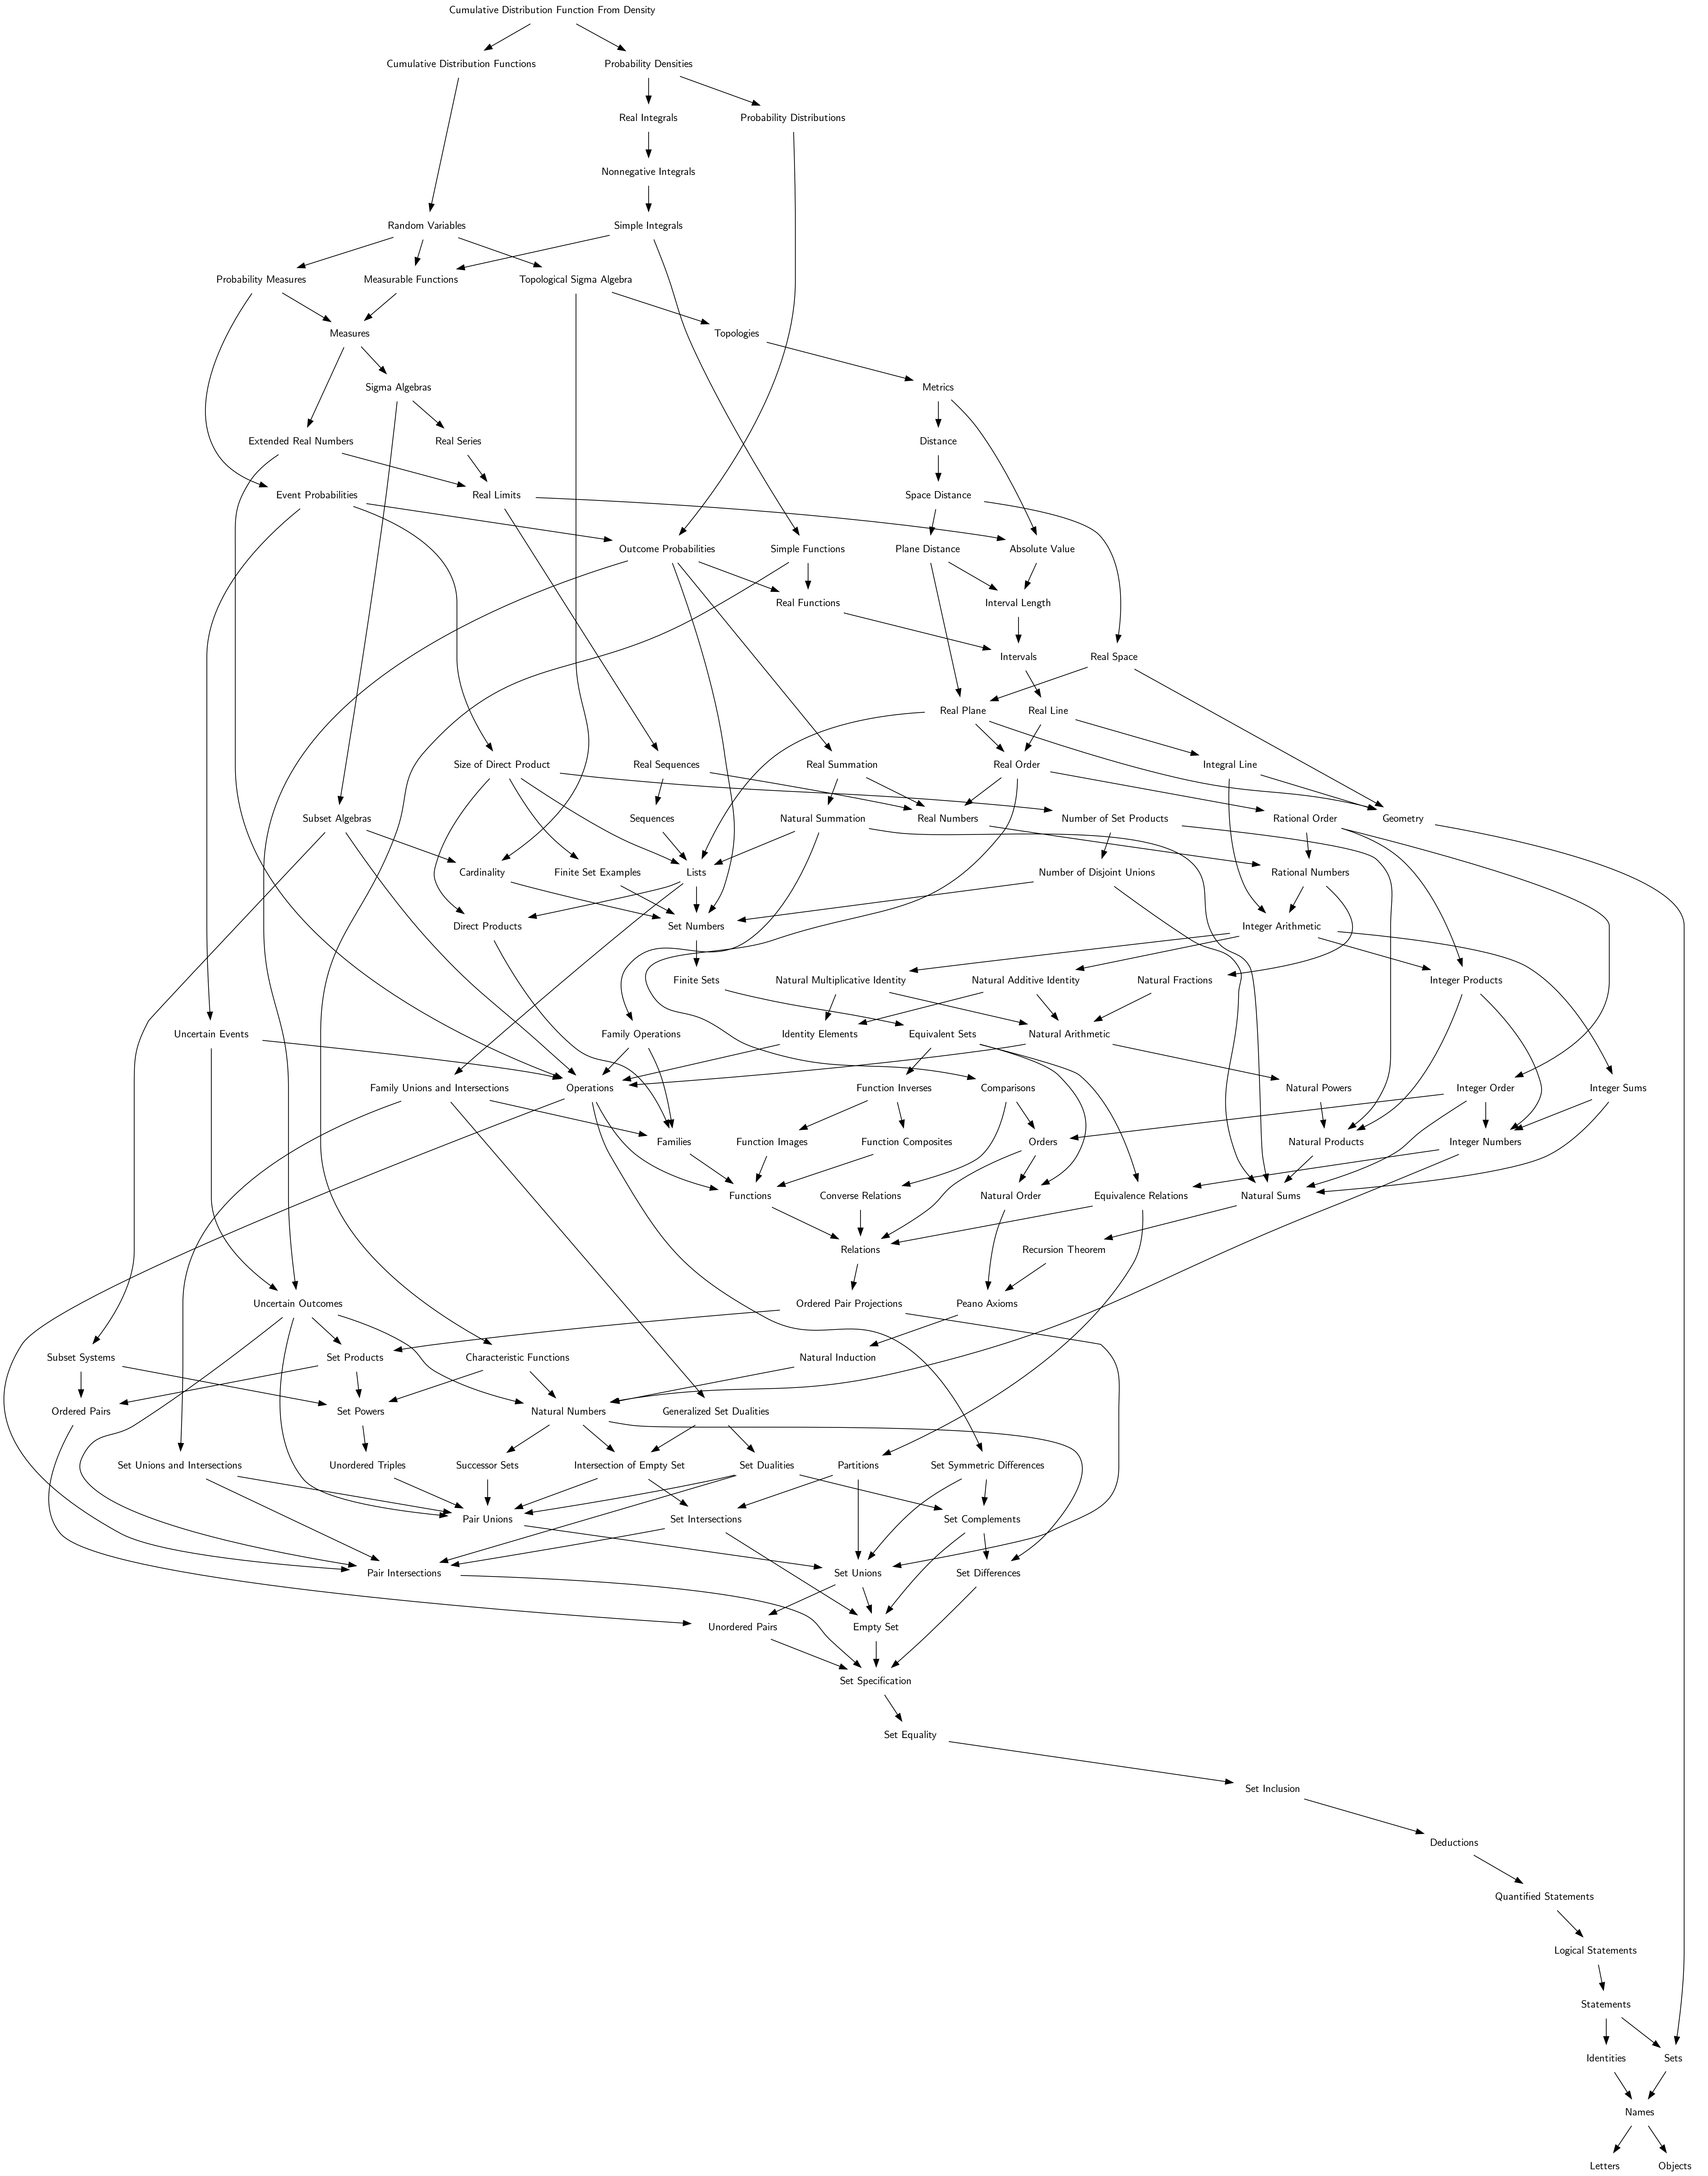 Cumulative Distribution Function From Density
Cumulative Distribution Functions
Probability Densities
Real Integrals
Probability Distributions
Nonnegative Integrals
Random Variables
Simple Integrals
Probability Measures
Measurable Functions
Topological Sigma Algebra
Measures
Topologies
Sigma Algebras
Metrics
Extended Real Numbers
Real Series
Distance
Event Probabilities
Real Limits
Space Distance
Outcome Probabilities
Simple Functions
Plane Distance
Absolute Value
Real Functions
Interval Length
Intervals
Real Space
Real Plane
Real Line
Size of Direct Product
Real Sequences
Real Summation
Real Order
Integral Line
Subset Algebras
Sequences
Natural Summation
Real Numbers
Number of Set Products
Rational Order
Geometry
Cardinality
Finite Set Examples
Lists
Number of Disjoint Unions
Rational Numbers
Direct Products
Set Numbers
Integer Arithmetic
Finite Sets
Natural Multiplicative Identity
Natural Additive Identity
Natural Fractions
Integer Products
Uncertain Events
Family Operations
Identity Elements
Equivalent Sets
Natural Arithmetic
Family Unions and Intersections
Operations
Function Inverses
Comparisons
Natural Powers
Integer Order
Integer Sums
Families
Function Images
Function Composites
Orders
Natural Products
Integer Numbers
Functions
Converse Relations
Natural Order
Equivalence Relations
Natural Sums
Relations
Recursion Theorem
Uncertain Outcomes
Ordered Pair Projections
Peano Axioms
Subset Systems
Set Products
Characteristic Functions
Natural Induction
Ordered Pairs
Set Powers
Natural Numbers
Generalized Set Dualities
Set Unions and Intersections
Unordered Triples
Successor Sets
Intersection of Empty Set
Set Dualities
Partitions
Set Symmetric Differences
Pair Unions
Set Intersections
Set Complements
Pair Intersections
Set Unions
Set Differences
Unordered Pairs
Empty Set
Set Specification
Set Equality
Set Inclusion
Deductions
Quantified Statements
Logical Statements
Statements
Identities
Sets
Names
Letters
Objects